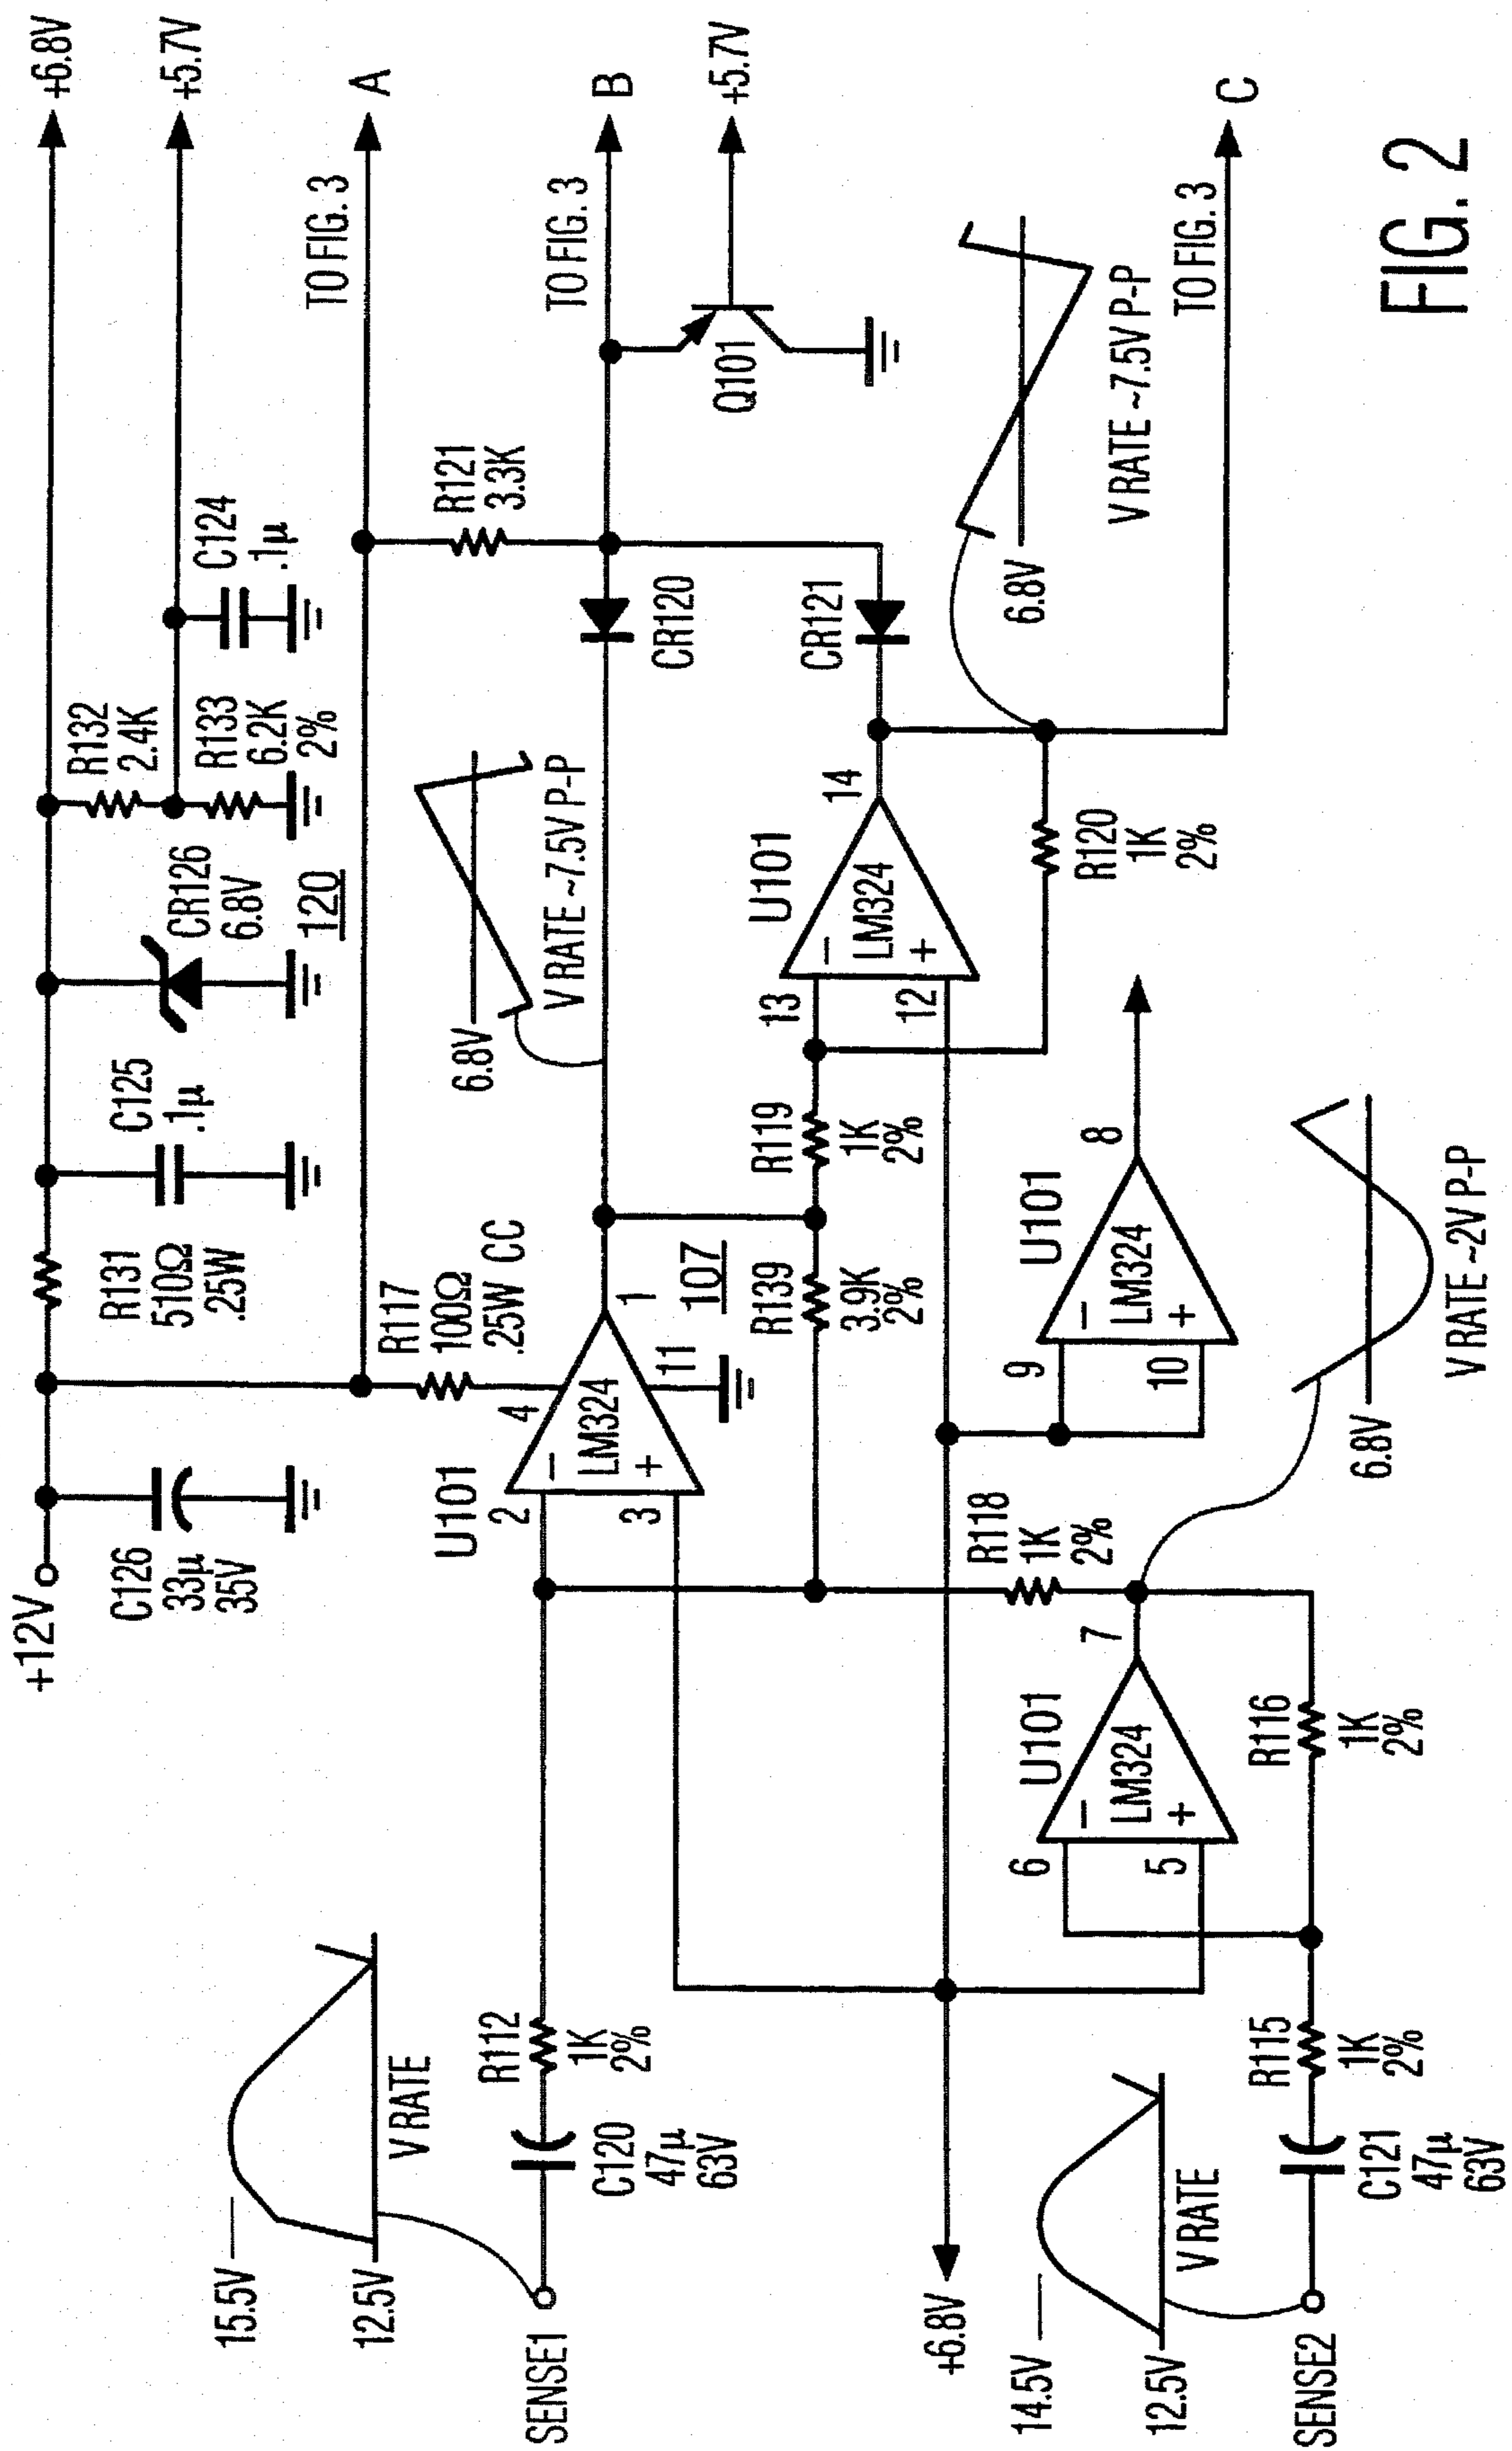 +12V
C126
33µ
35V
R131
510Ω
.25W
C125
.1µ
CR126
6.8V
120
R132
2.4K
R133
6.2K
2%
C124
.1µ
+6.8V
+5.7V
TO FIG. 3
A
R117
100Ω
.25W CC
R121
3.3K
15.5V
12.5V
V RATE
SENSE1
C120
47µ
63V
R112
1K
2%
U101
2
3
−
+
LM324
4
11
1
107
6.8V
V RATE ~7.5V P-P
CR120
TO FIG. 3
B
Q101
+5.7V
R139
3.9K
2%
R119
1K
2%
13
12
U101
−
+
LM324
14
CR121
R120
1K
2%
6.8V
V RATE ~7.5V P-P
TO FIG. 3
C
+6.8V
14.5V
12.5V
V RATE
SENSE2
C121
47µ
63V
R115
1K
2%
6
5
U101
−
+
LM324
7
R116
1K
2%
R118
1K
2%
9
10
U101
−
+
LM324
8
6.8V
V RATE ~2V P-P
FIG. 2